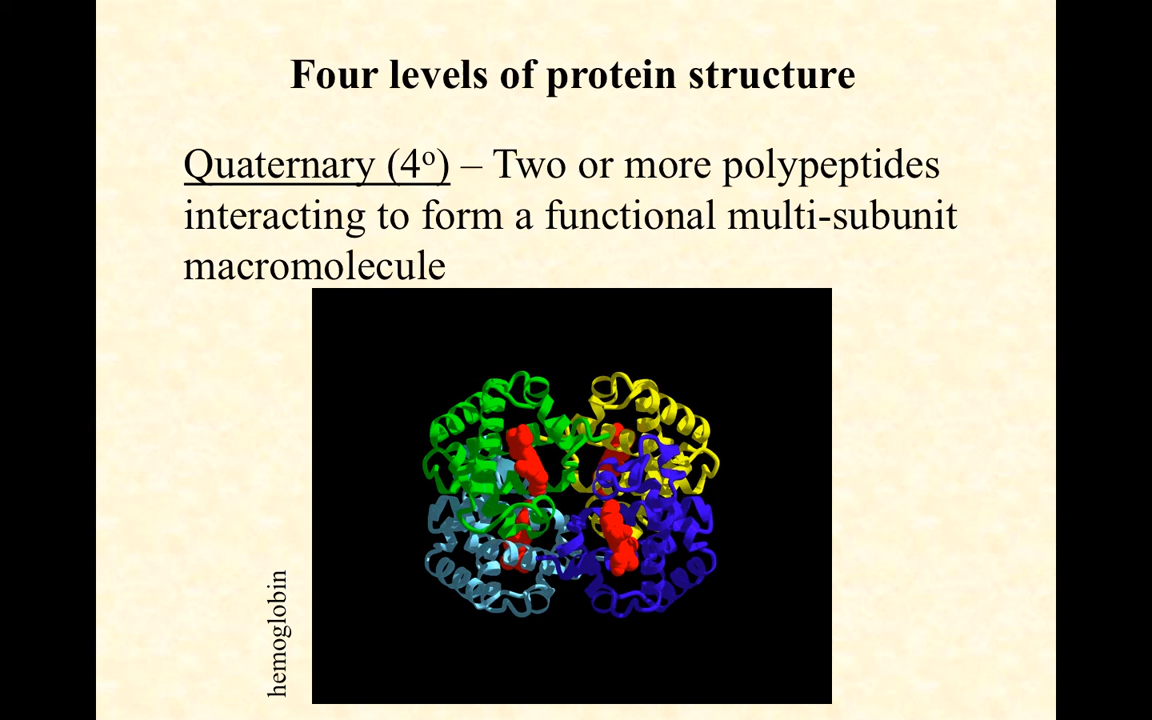 Four levels of protein structure
Quaternary (4º) – Two or more polypeptides
interacting to form a functional multi-subunit
macromolecule
hemoglobin